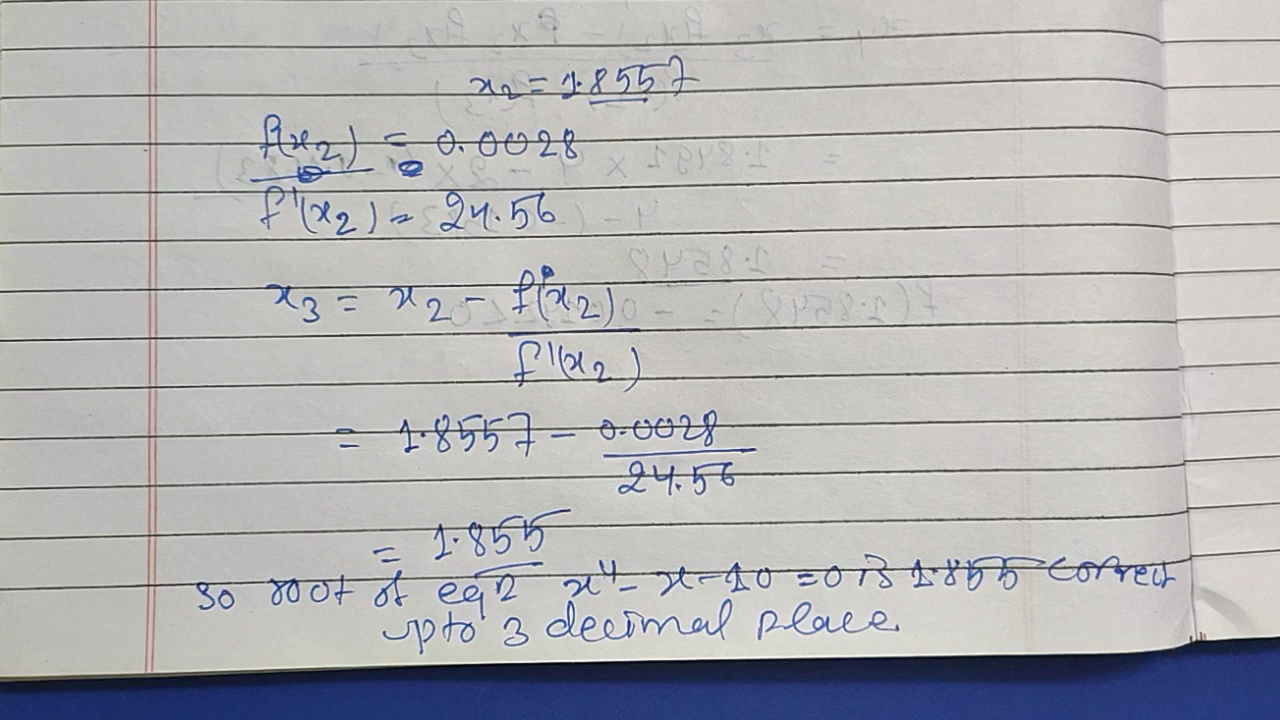 x₂ = 1.8557
f(x₂) = 0.0028
f'(x₂) = 24.56
x₃ = x₂ - f(x₂)
f'(x₂)
= 1.8557 - 0.0028
24.56
= 1.855
So root of eqn x⁴ - x - 10 = 0 is 1.855 correct
upto 3 decimal place